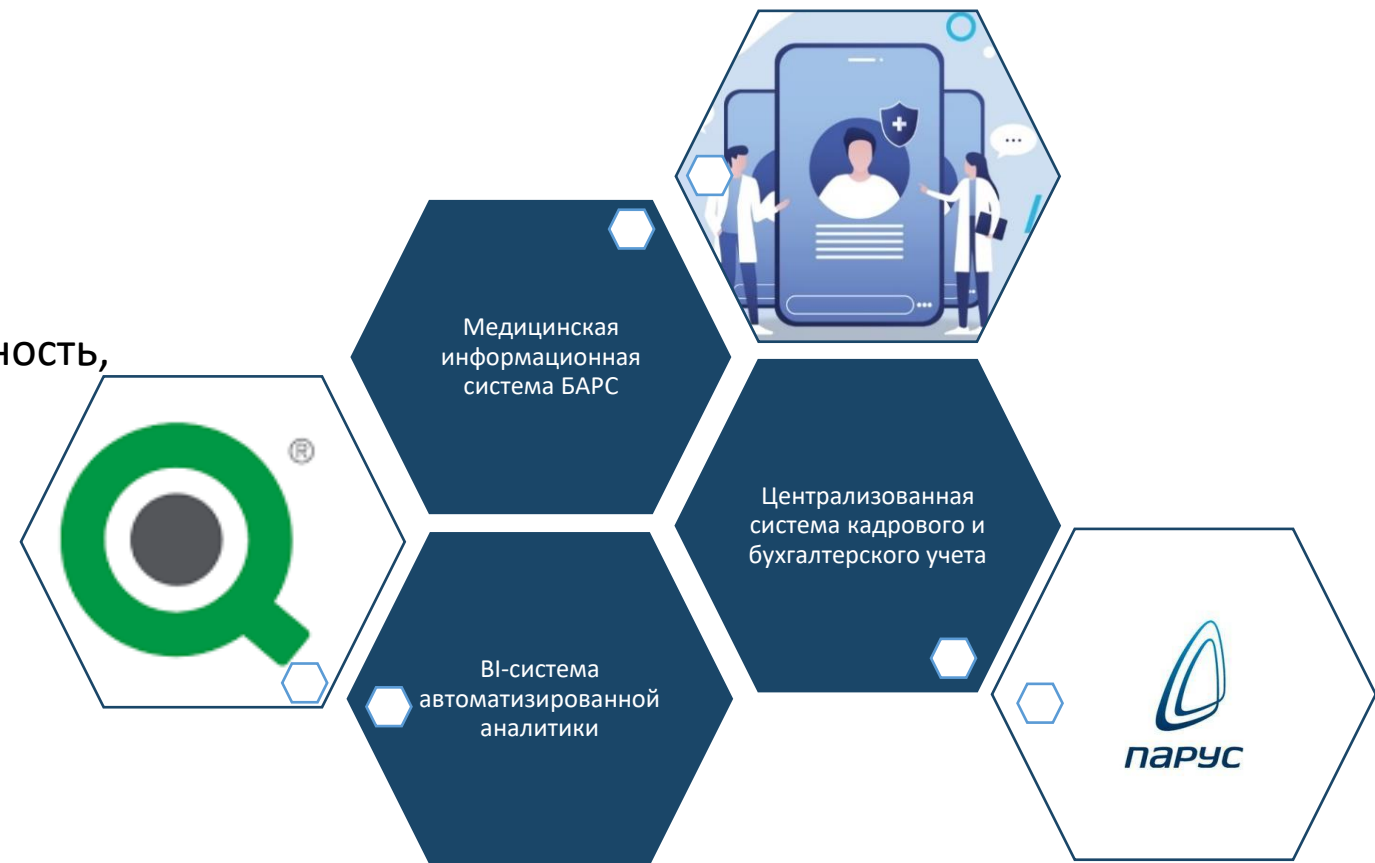 Медицинская
информационная
система БАРС
ность,
®
Централизованная
система кадрового и
бухгалтерского учета
BI-система
автоматизированной
аналитики
ПАРУС